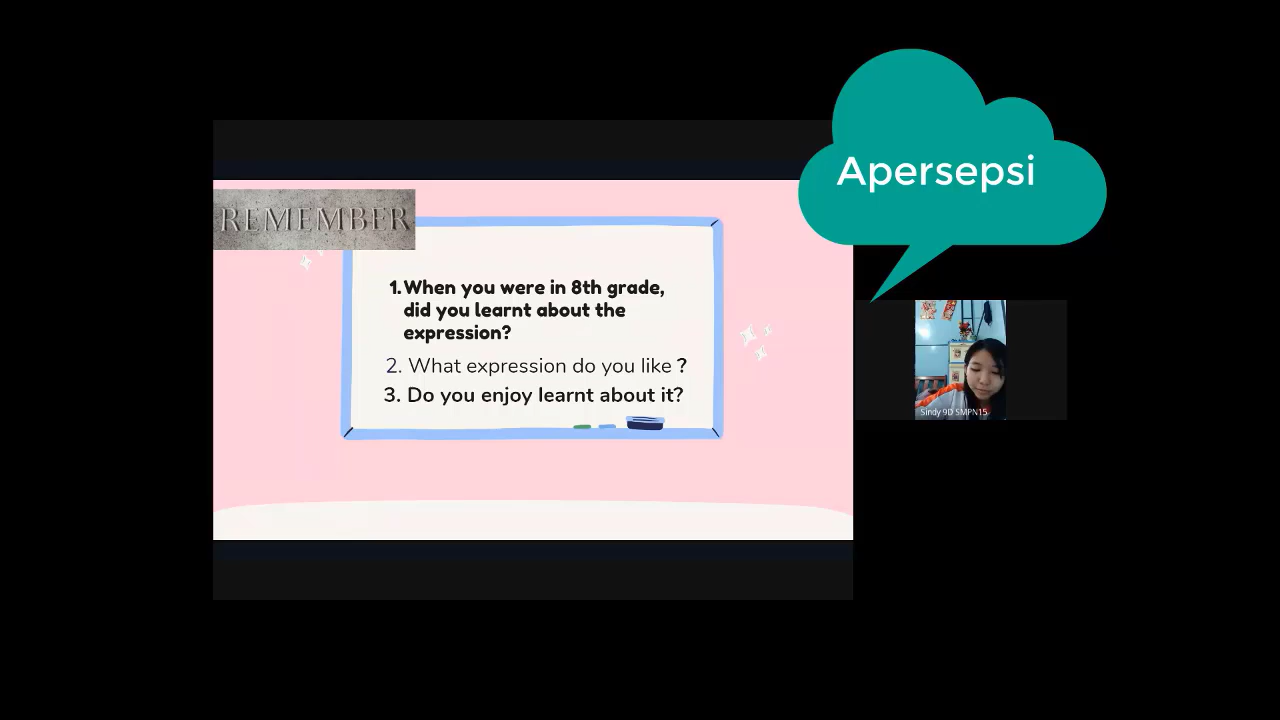 Apersepsi
REMEMBER
1. When you were in 8th grade,
did you learnt about the
expression?
2. What expression do you like ?
3. Do you enjoy learnt about it?
Sindy 9D SMPN15